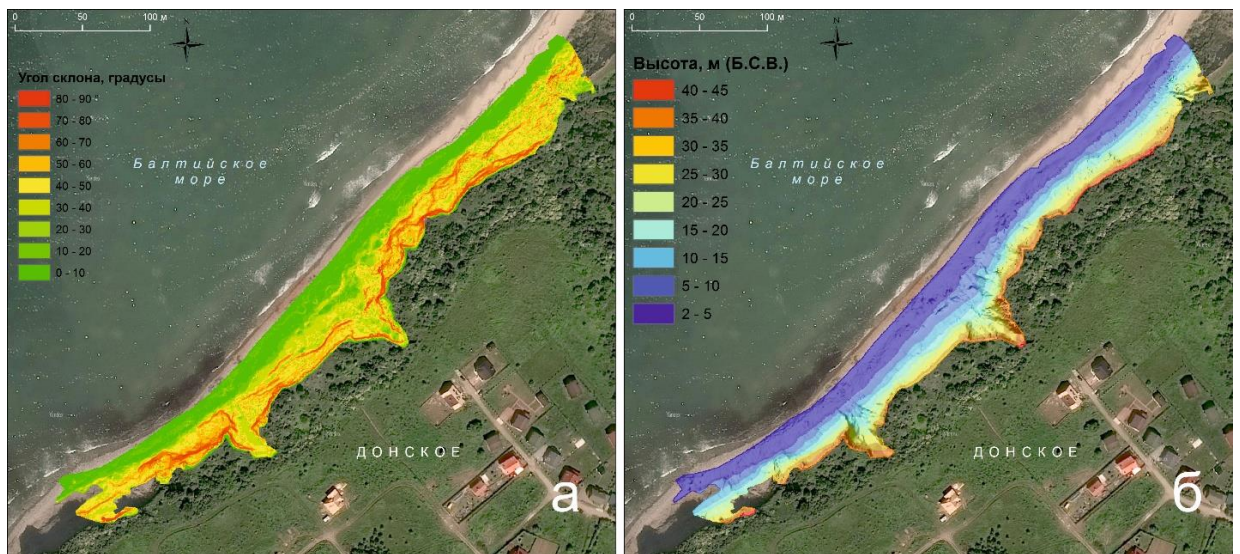 0 50 100 м
N
Угол склона, градусы
80 - 90
70 - 80
60 - 70
50 - 60
40 - 50
30 - 40
20 - 30
10 - 20
0 - 10
Балтийское
море
ДОНСКОЕ
а
0 50 100 м
N
Высота, м (Б.С.В.)
40 - 45
35 - 40
30 - 35
25 - 30
20 - 25
15 - 20
10 - 15
5 - 10
2 - 5
Балтийское
море
ДОНСКОЕ
б